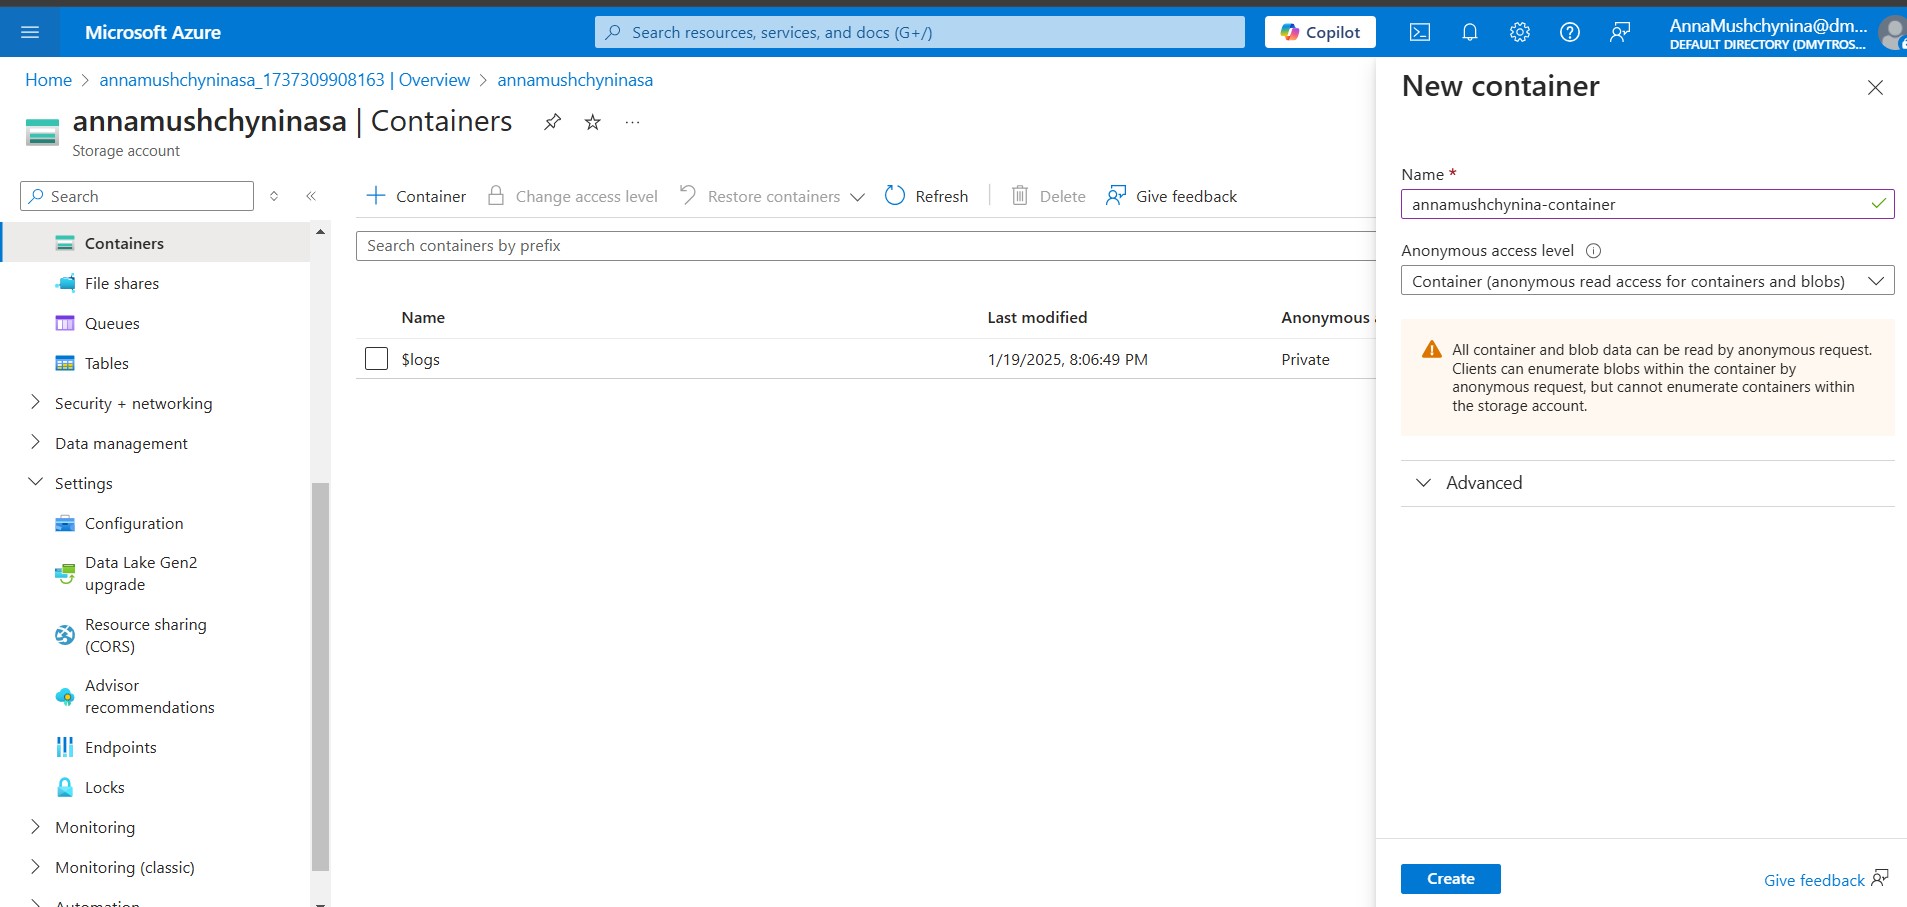 Microsoft Azure
Search resources, services, and docs (G+/)
Copilot
AnnaMushchynina@dm...
DEFAULT DIRECTORY (DMYTROS...
Home > annamushchyninasa_1737309908163 | Overview > annamushchyninasa
annamushchyninasa | Containers
...
Storage account
Search
Containers
File shares
Queues
Tables
Security + networking
Data management
Settings
Configuration
Data Lake Gen2
upgrade
Resource sharing
(CORS)
Advisor
recommendations
Endpoints
Locks
Monitoring
Monitoring (classic)
Automation
Container
Change access level
Restore containers
Refresh
Delete
Give feedback
Search containers by prefix
Name
Last modified
Anonymous
$logs
1/19/2025, 8:06:49 PM
Private
New container
Name *
annamushchynina-container
Anonymous access level
Container (anonymous read access for containers and blobs)
All container and blob data can be read by anonymous request.
Clients can enumerate blobs within the container by
anonymous request, but cannot enumerate containers within
the storage account.
Advanced
Create
Give feedback